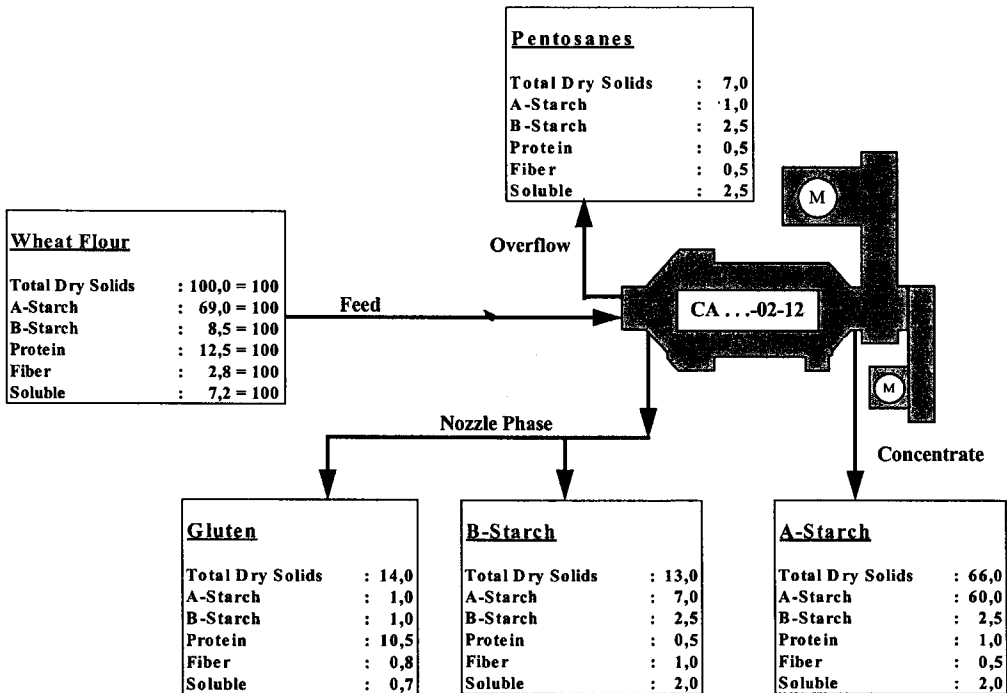 Pentosanes
Total Dry Solids : 7,0
A-Starch : 1,0
B-Starch : 2,5
Protein : 0,5
Fiber : 0,5
Soluble : 2,5
M
Overflow
Wheat Flour
Total Dry Solids : 100,0 = 100
A-Starch : 69,0 = 100
B-Starch : 8,5 = 100
Protein : 12,5 = 100
Fiber : 2,8 = 100
Soluble : 7,2 = 100
Feed
CA . . .-02-12
M
Nozzle Phase
Concentrate
Gluten
Total Dry Solids : 14,0
A-Starch : 1,0
B-Starch : 1,0
Protein : 10,5
Fiber : 0,8
Soluble : 0,7
B-Starch
Total Dry Solids : 13,0
A-Starch : 7,0
B-Starch : 2,5
Protein : 0,5
Fiber : 1,0
Soluble : 2,0
A-Starch
Total Dry Solids : 66,0
A-Starch : 60,0
B-Starch : 2,5
Protein : 1,0
Fiber : 0,5
Soluble : 2,0